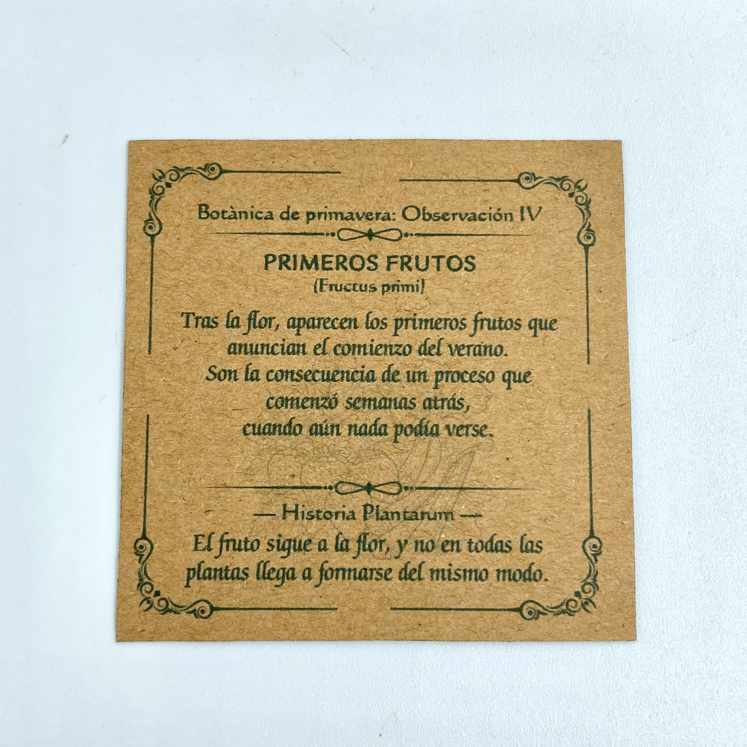 Botànica de primavera: Observación IV
PRIMEROS FRUTOS
(Fructus primi)
Tras la flor, aparecen los primeros frutos que
anuncian el comienzo del verano.
Son la consecuencia de un proceso que
comenzó semanas atrás,
cuando aún nada podía verse.
— Historia Plantarum —
El fruto sigue a la flor, y no en todas las
plantas llega a formarse del mismo modo.